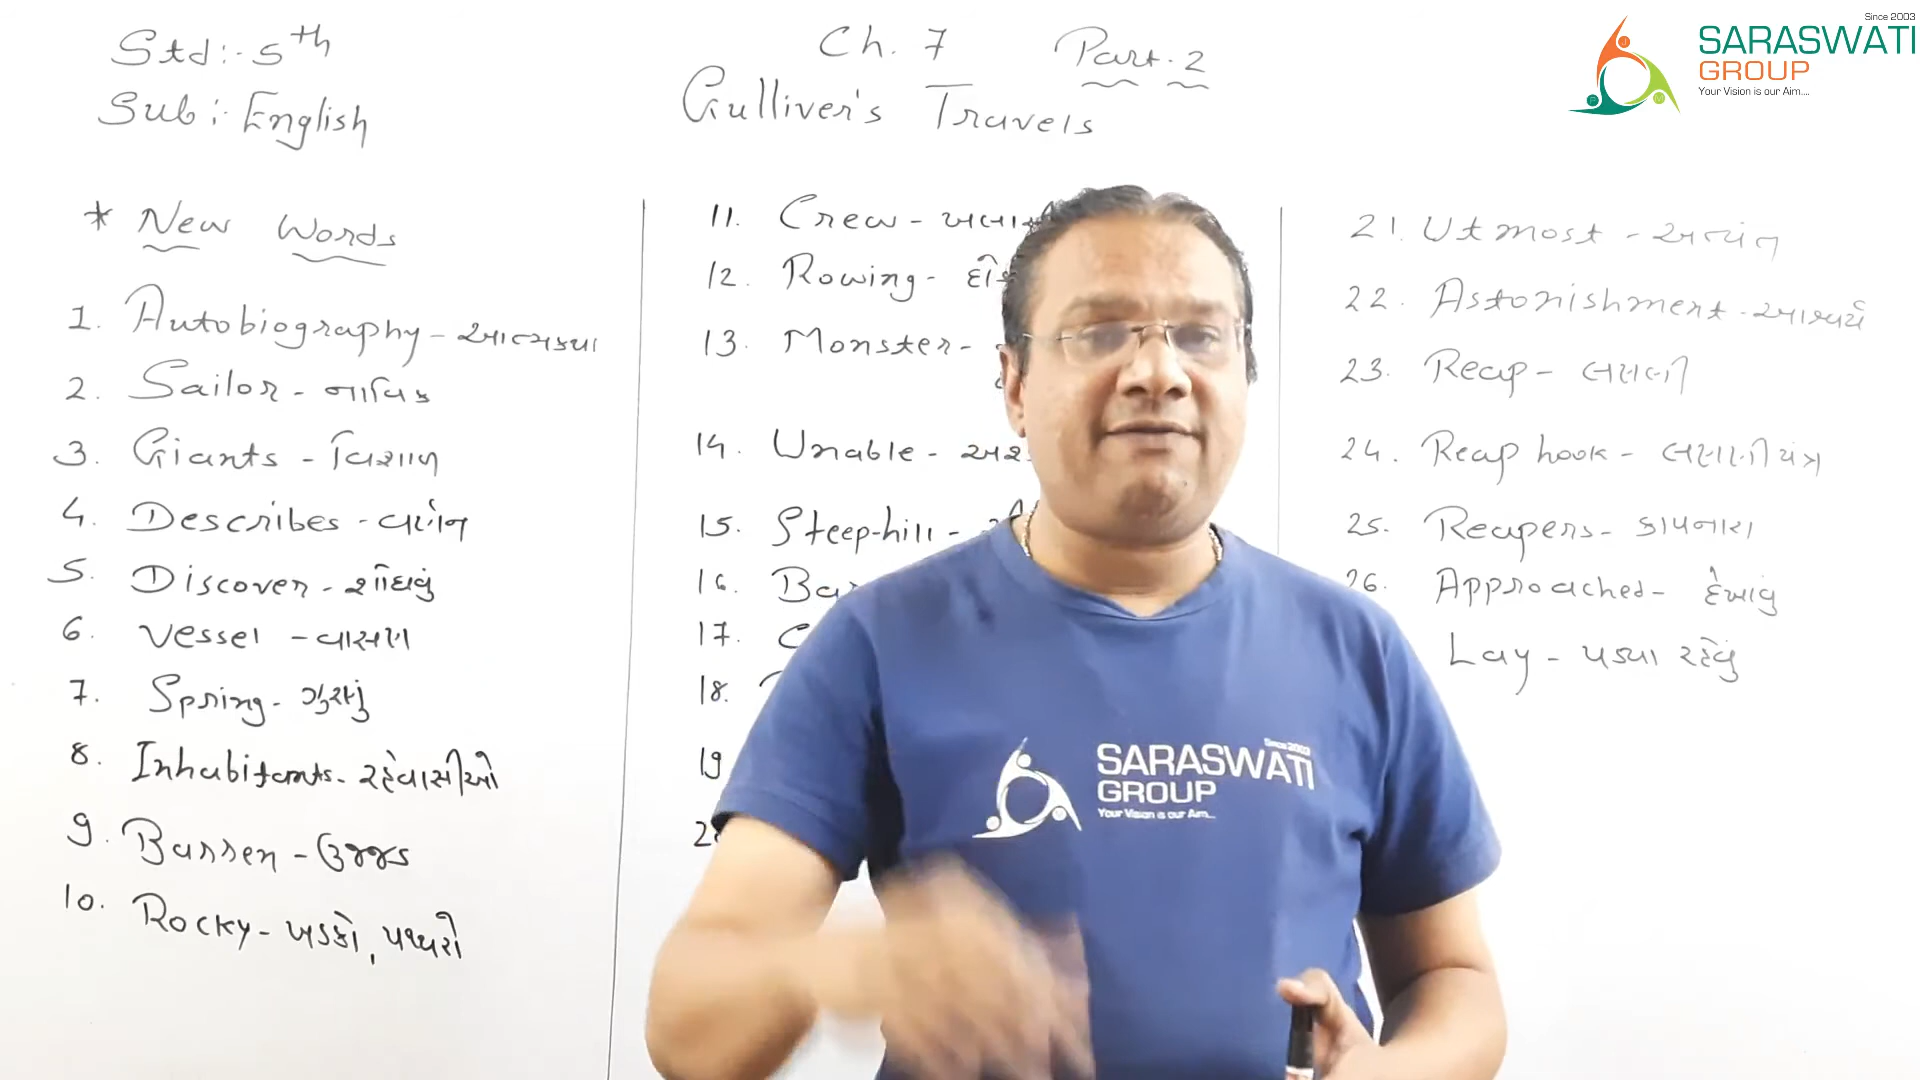 Std:- 5th
Sub:- English
Ch. 7 Part-2
Gulliver's Travels
Since 2003
SARASWATI
GROUP
Your Vision is our Aim....
* New Words
1. Autobiography - આત્મકથા
2. Sailor - નાવિક
3. Giants - વિશાળ
4. Describes - વર્ણન
5. Discover - શોધવું
6. Vessel - વાસણ
7. Spring - ઝરણું
8. Inhabitants - રહેવાસીઓ
9. Barren - ઉજ્જડ
10. Rocky - ખડકો, પથ્થરો
11. Crew -
12. Rowing -
13. Monster -
14. Unable -
15. Steep-hill -
16.
17.
18.
19
21. Utmost - અત્યંત
22. Astonishment - આશ્ચર્ય
23. Reap - લણણી
24. Reap hook - લણણી યંત્ર
25. Reapers - કાપનારા
26. Approached - દેખાવું
Lay - પડ્યા રહેવું
Since 2003
SARASWATI
GROUP
Your Vision is our Aim...